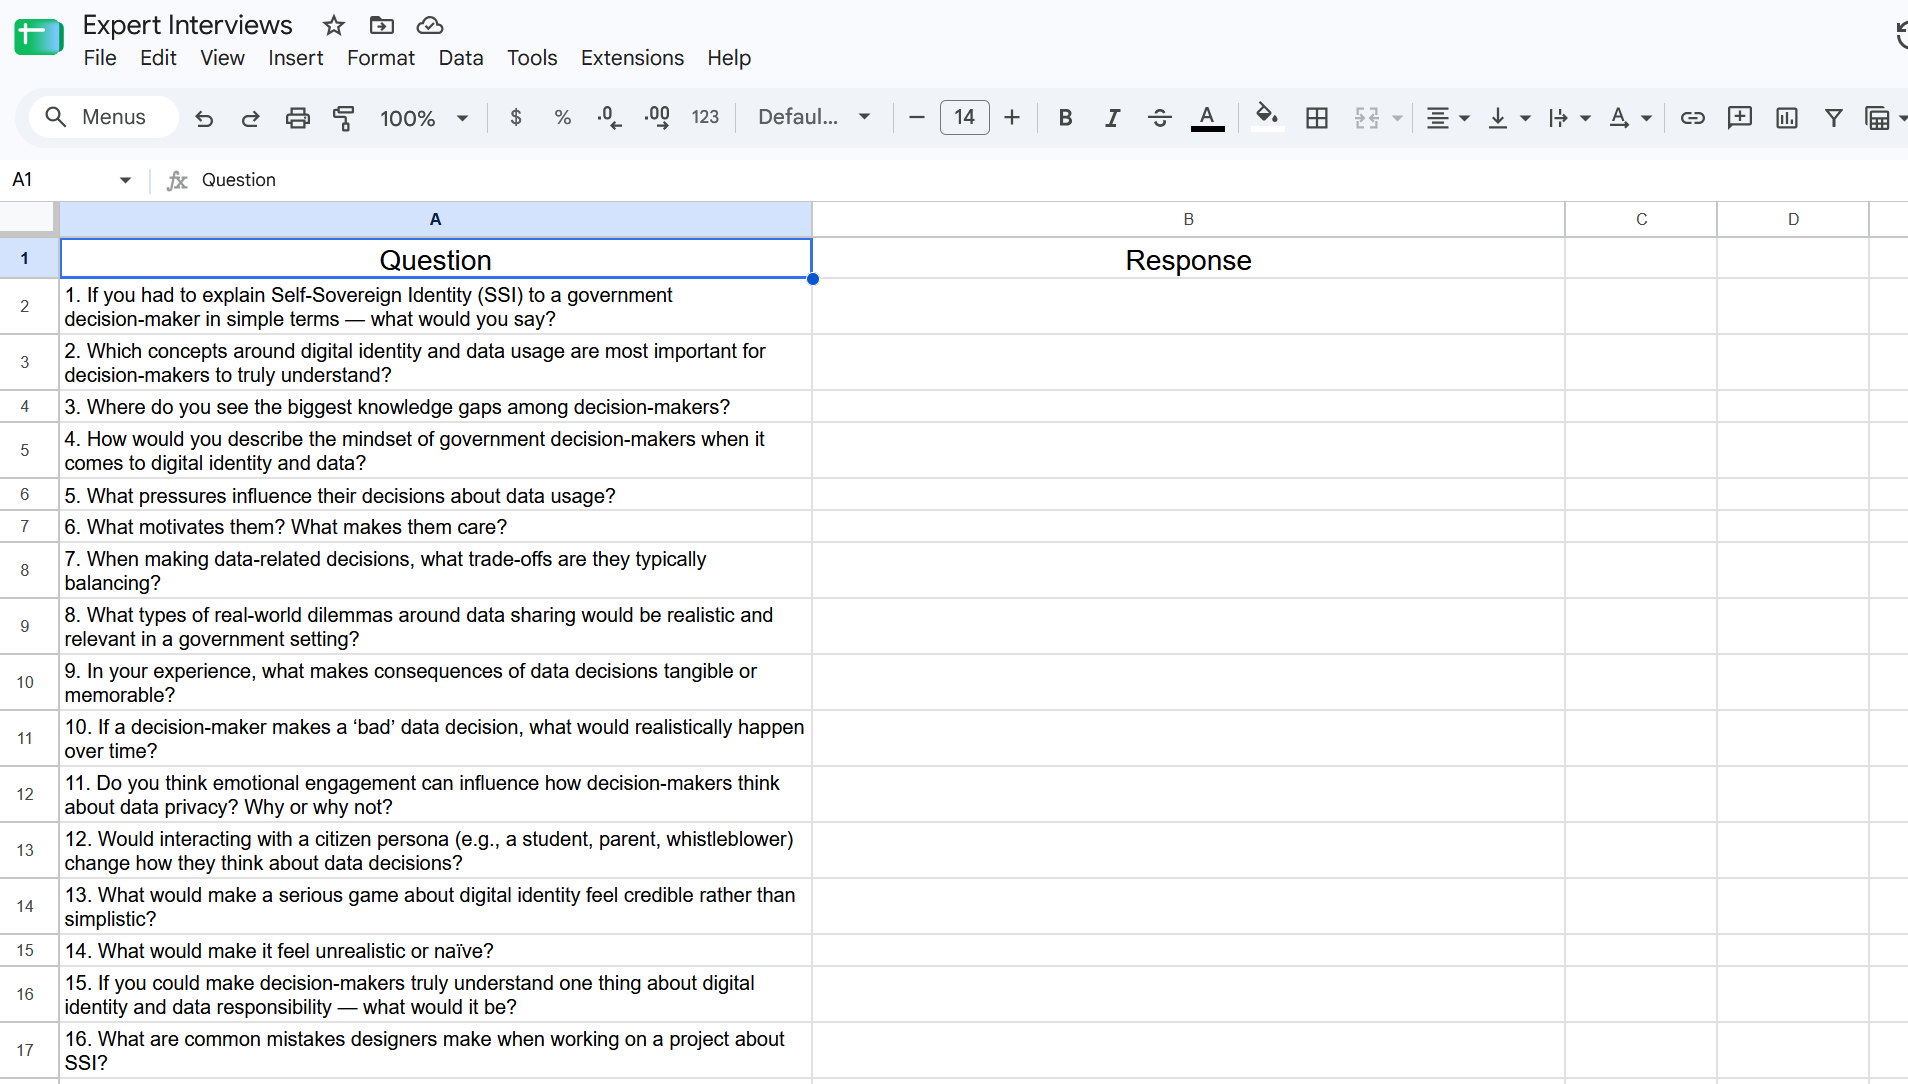 Expert Interviews
File Edit View Insert Format Data Tools Extensions Help
Menus 100% $ % .0 .00 123 Defaul... 14 B I S A A
A1 fx Question
A B C D
1 Question Response
2 1. If you had to explain Self-Sovereign Identity (SSI) to a government
decision-maker in simple terms — what would you say?
3 2. Which concepts around digital identity and data usage are most important for
decision-makers to truly understand?
4 3. Where do you see the biggest knowledge gaps among decision-makers?
5 4. How would you describe the mindset of government decision-makers when it
comes to digital identity and data?
6 5. What pressures influence their decisions about data usage?
7 6. What motivates them? What makes them care?
8 7. When making data-related decisions, what trade-offs are they typically
balancing?
9 8. What types of real-world dilemmas around data sharing would be realistic and
relevant in a government setting?
10 9. In your experience, what makes consequences of data decisions tangible or
memorable?
11 10. If a decision-maker makes a ‘bad’ data decision, what would realistically happen
over time?
12 11. Do you think emotional engagement can influence how decision-makers think
about data privacy? Why or why not?
13 12. Would interacting with a citizen persona (e.g., a student, parent, whistleblower)
change how they think about data decisions?
14 13. What would make a serious game about digital identity feel credible rather than
simplistic?
15 14. What would make it feel unrealistic or naïve?
16 15. If you could make decision-makers truly understand one thing about digital
identity and data responsibility — what would it be?
17 16. What are common mistakes designers make when working on a project about
SSI?